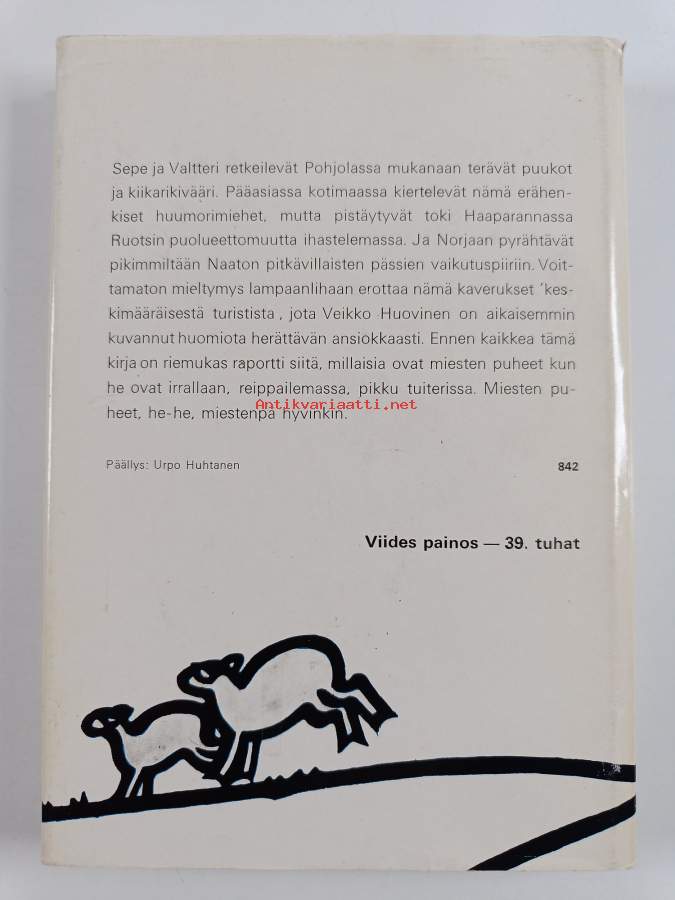 Sepe ja Valtteri retkeilevät Pohjolassa mukanaan terävät puukot
ja kiikarikivääri. Pääasiassa kotimaassa kiertelevät nämä erähen-
kiset huumorimiehet, mutta pistäytyvät toki Haaparannassa
Ruotsin puolueettomuutta ihastelemassa. Ja Norjaan pyrähtävät
pikimmiltään Naaton pitkävillaisten pässien vaikutuspiiriin. Voit-
tamaton mieltymys lampaanlihaan erottaa nämä kaverukset 'kes-
kimääräisestä turistista, jota Veikko Huovinen on aikaisemmin
kuvannut huomiota herättävän ansiokkaasti. Ennen kaikkea tämä
kirja on riemukas raportti siitä, millaisia ovat miesten puheet kun
he ovat irrallaan, reippailemassa, pikku tuiterissa. Miesten pu-
heet, he-he, miestenpä hyvinkin.
Antikvariaatti.net
Päällys: Urpo Huhtanen 842
Viides painos — 39. tuhat